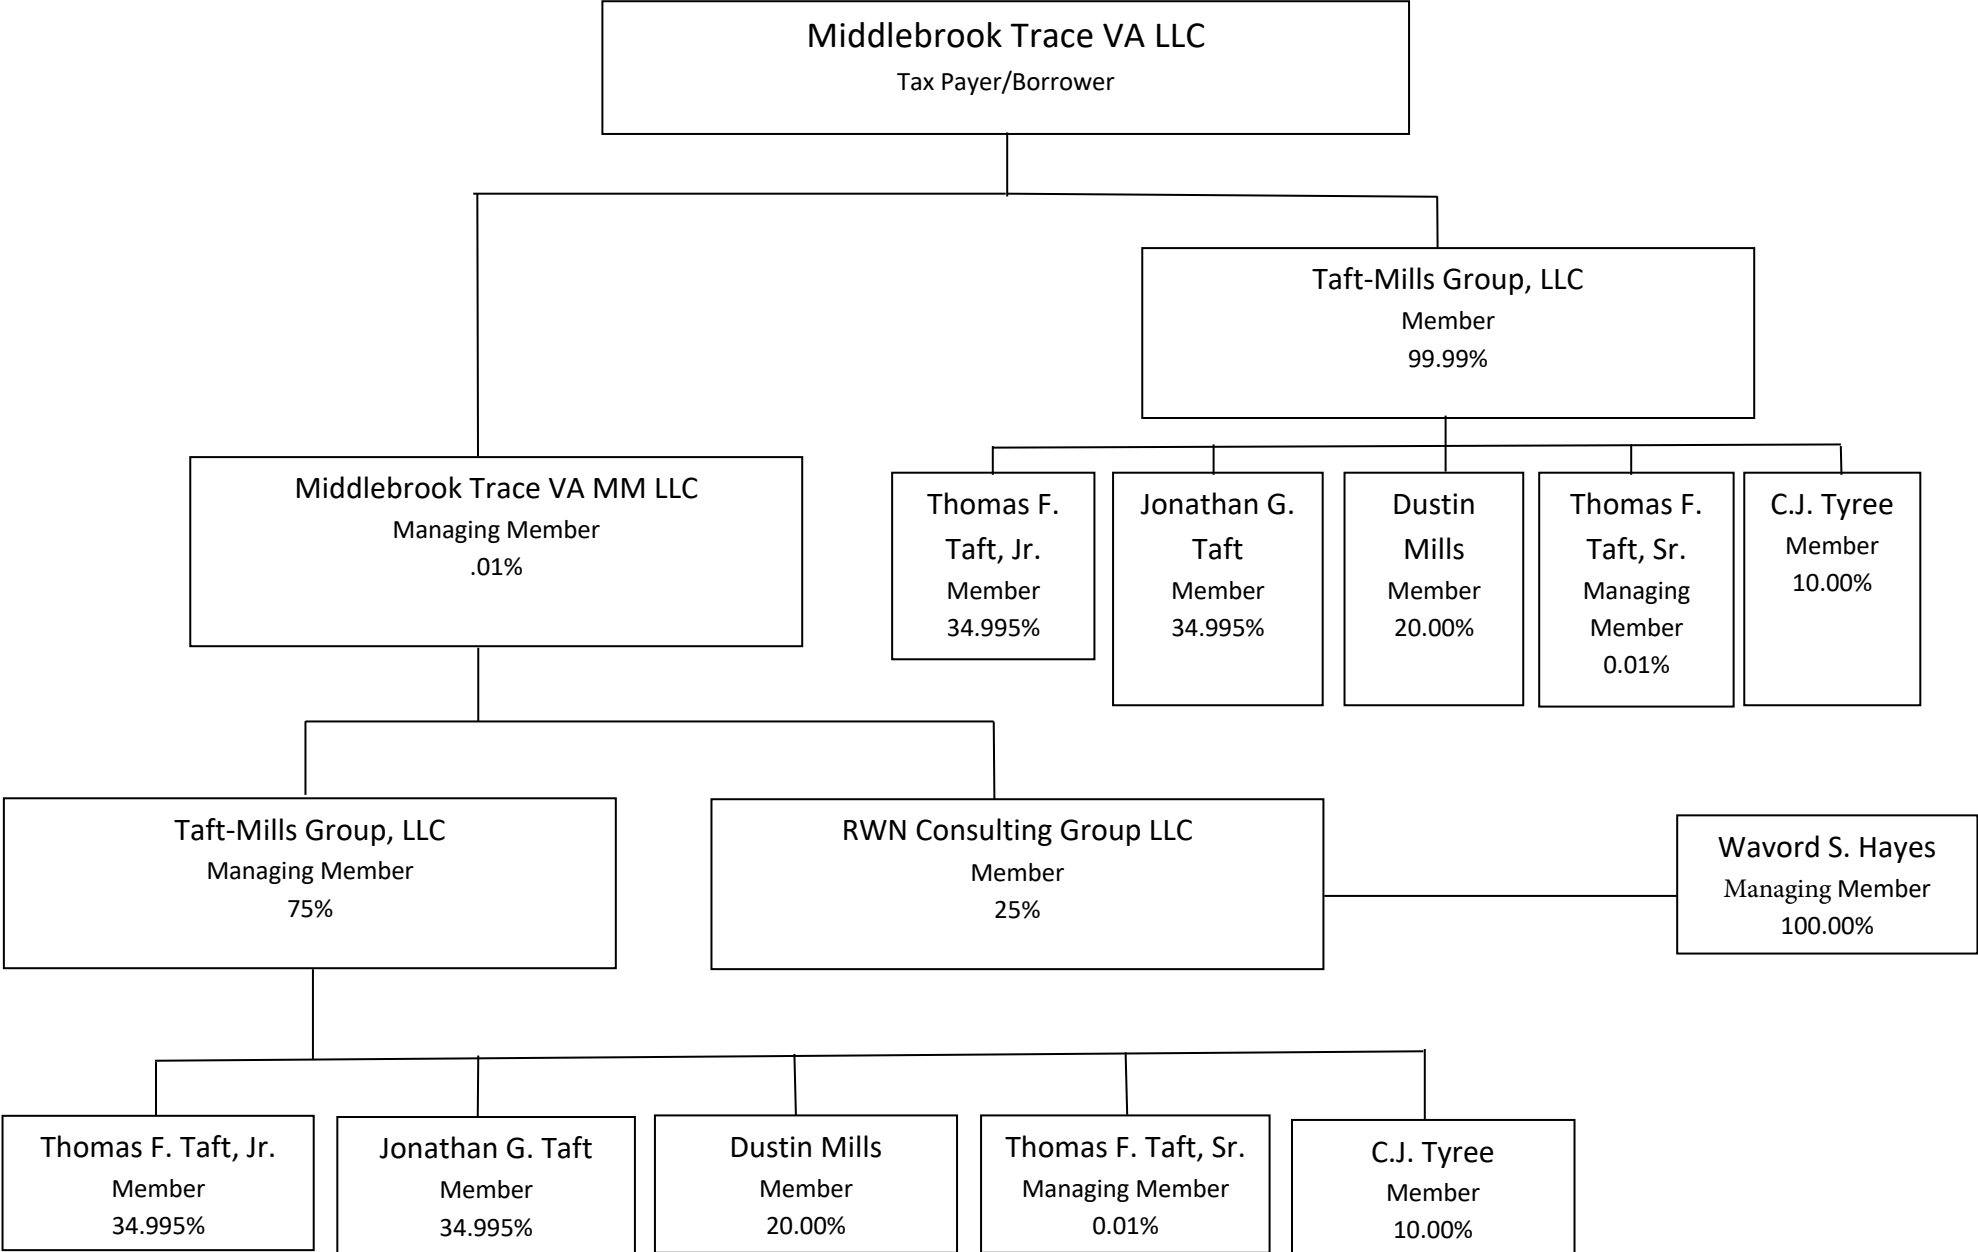 Middlebrook Trace VA LLC
Tax Payer/Borrower
Taft-Mills Group, LLC
Member
99.99%
Middlebrook Trace VA MM LLC
Managing Member
.01%
Thomas F.
Taft, Jr.
Member
34.995%
Jonathan G.
Taft
Member
34.995%
Dustin
Mills
Member
20.00%
Thomas F.
Taft, Sr.
Managing
Member
0.01%
C.J. Tyree
Member
10.00%
Taft-Mills Group, LLC
Managing Member
75%
RWN Consulting Group LLC
Member
25%
Wavord S. Hayes
Managing Member
100.00%
Thomas F. Taft, Jr.
Member
34.995%
Jonathan G. Taft
Member
34.995%
Dustin Mills
Member
20.00%
Thomas F. Taft, Sr.
Managing Member
0.01%
C.J. Tyree
Member
10.00%